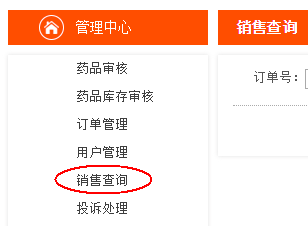 管理中心
药品审核
药品库存审核
订单管理
用户管理
销售查询
投诉处理
销售查询
订单号：